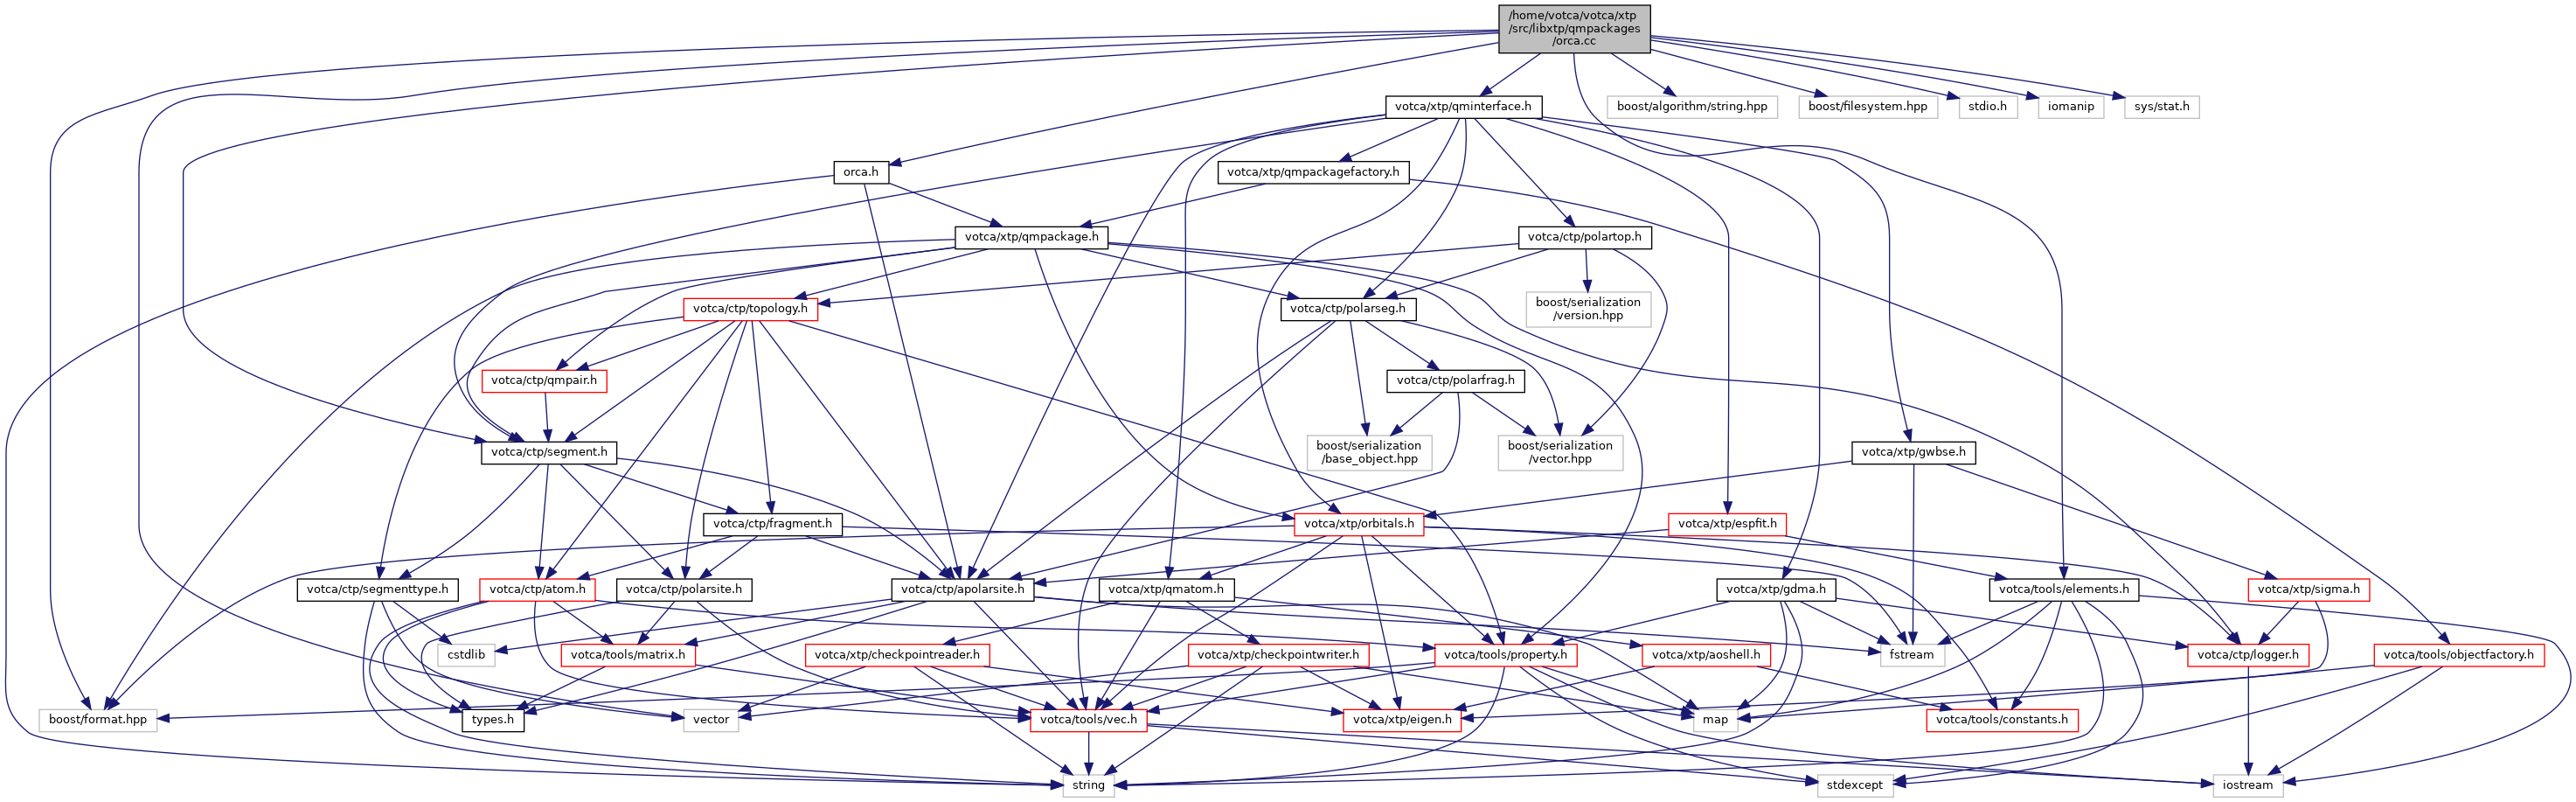 /home/votca/votca/xtp
/src/libxtp/qmpackages
/orca.cc
votca/xtp/qminterface.h
boost/algorithm/string.hpp
boost/filesystem.hpp
stdio.h
iomanip
sys/stat.h
orca.h
votca/xtp/qmpackagefactory.h
votca/xtp/qmpackage.h
votca/ctp/polartop.h
votca/ctp/topology.h
votca/ctp/polarseg.h
boost/serialization
/version.hpp
votca/ctp/qmpair.h
votca/ctp/polarfrag.h
votca/ctp/segment.h
boost/serialization
/base_object.hpp
boost/serialization
/vector.hpp
votca/xtp/gwbse.h
votca/ctp/fragment.h
votca/xtp/orbitals.h
votca/xtp/espfit.h
votca/ctp/segmenttype.h
votca/ctp/atom.h
votca/ctp/polarsite.h
votca/ctp/apolarsite.h
votca/xtp/qmatom.h
votca/xtp/gdma.h
votca/tools/elements.h
votca/xtp/sigma.h
cstdlib
votca/tools/matrix.h
votca/xtp/checkpointreader.h
votca/xtp/checkpointwriter.h
votca/tools/property.h
votca/xtp/aoshell.h
fstream
votca/ctp/logger.h
votca/tools/objectfactory.h
boost/format.hpp
types.h
vector
votca/tools/vec.h
votca/xtp/eigen.h
map
votca/tools/constants.h
string
stdexcept
iostream